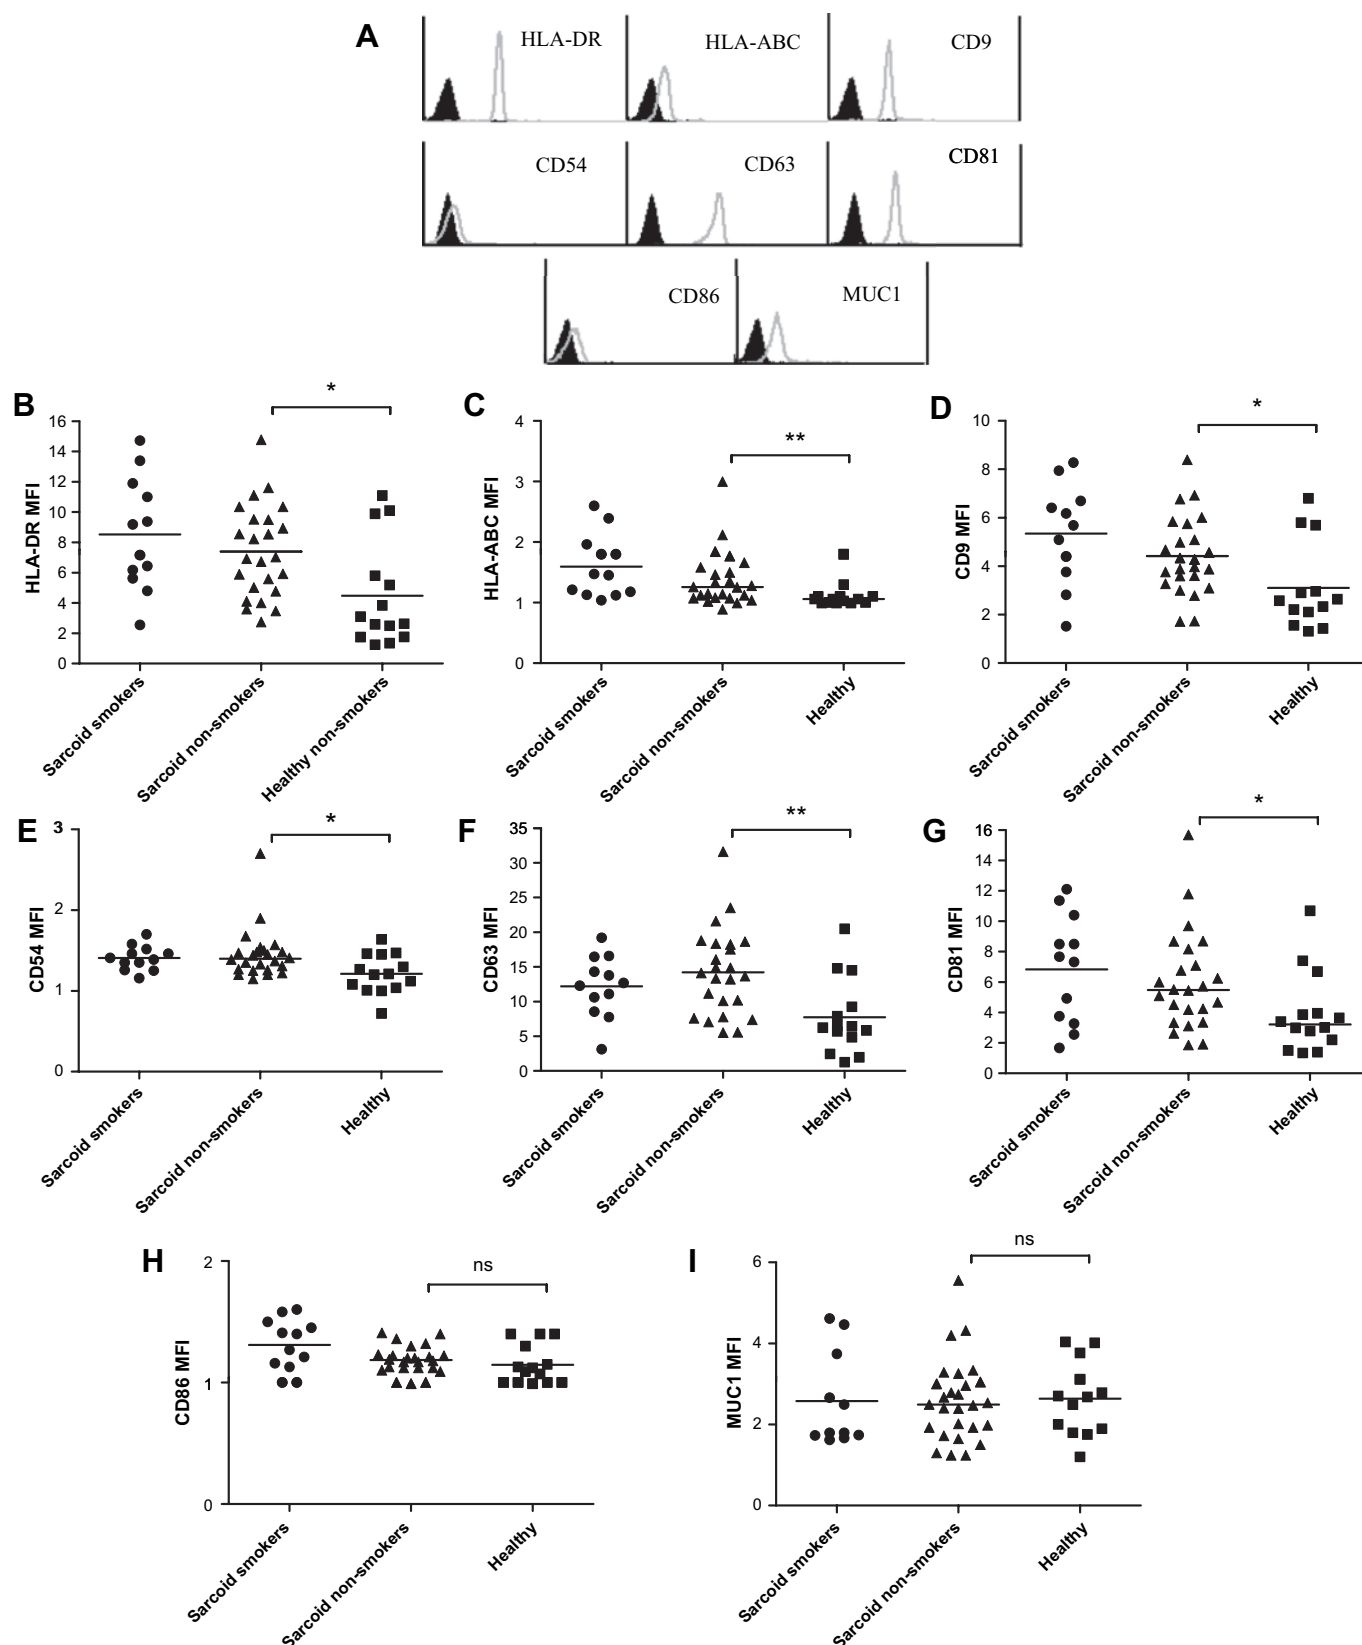 A
HLA-DR
HLA-ABC
CD9
CD54
CD63
CD81
CD86
MUC1
B
*
HLA-DR MFI
16
14
12
10
8
6
4
2
0
Sarcoid smokers
Sarcoid non-smokers
Healthy non-smokers
C
**
HLA-ABC MFI
4
3
2
1
0
Sarcoid smokers
Sarcoid non-smokers
Healthy
D
*
CD9 MFI
10
8
6
4
2
0
Sarcoid smokers
Sarcoid non-smokers
Healthy
E
*
CD54 MFI
3
2
1
0
Sarcoid smokers
Sarcoid non-smokers
Healthy
F
**
CD63 MFI
35
30
25
20
15
10
5
0
Sarcoid smokers
Sarcoid non-smokers
Healthy
G
*
CD81 MFI
16
14
12
10
8
6
4
2
0
Sarcoid smokers
Sarcoid non-smokers
Healthy
H
ns
CD86 MFI
2
1
0
Sarcoid smokers
Sarcoid non-smokers
Healthy
I
ns
MUC1 MFI
6
4
2
0
Sarcoid smokers
Sarcoid non-smokers
Healthy